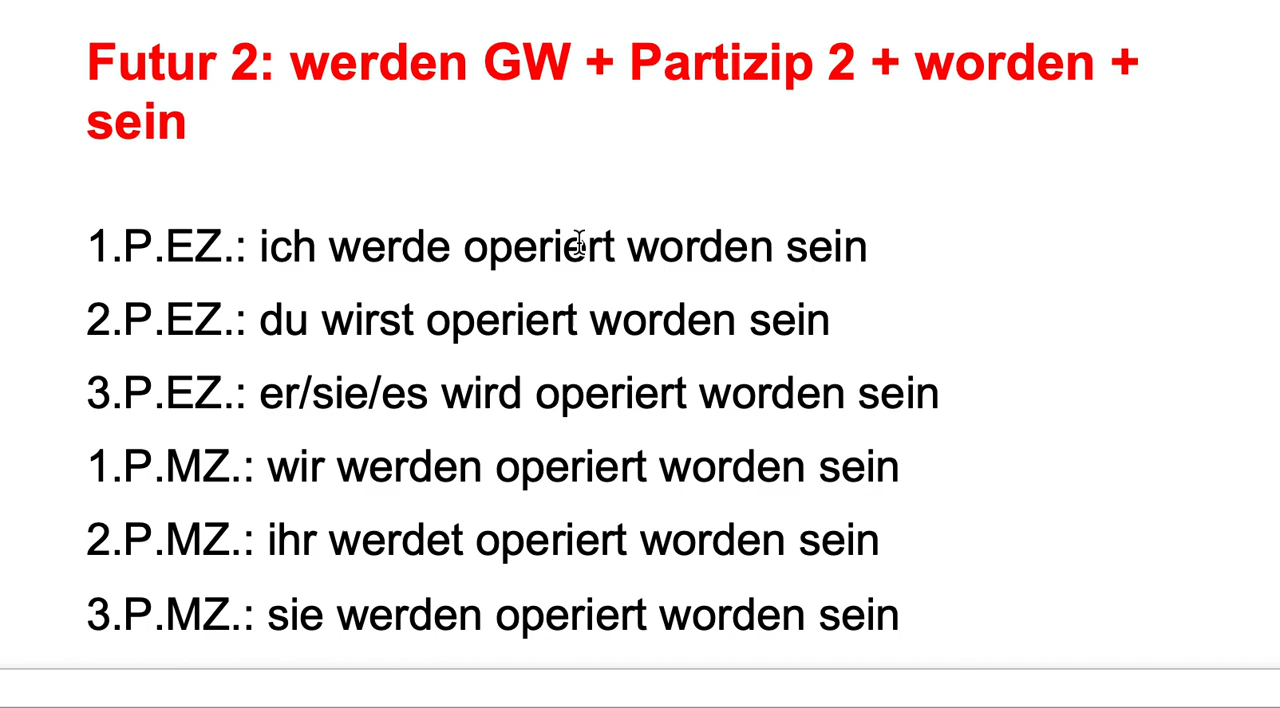 Futur 2: werden GW + Partizip 2 + worden +
sein
1.P.EZ.: ich werde operiert worden sein
2.P.EZ.: du wirst operiert worden sein
3.P.EZ.: er/sie/es wird operiert worden sein
1.P.MZ.: wir werden operiert worden sein
2.P.MZ.: ihr werdet operiert worden sein
3.P.MZ.: sie werden operiert worden sein